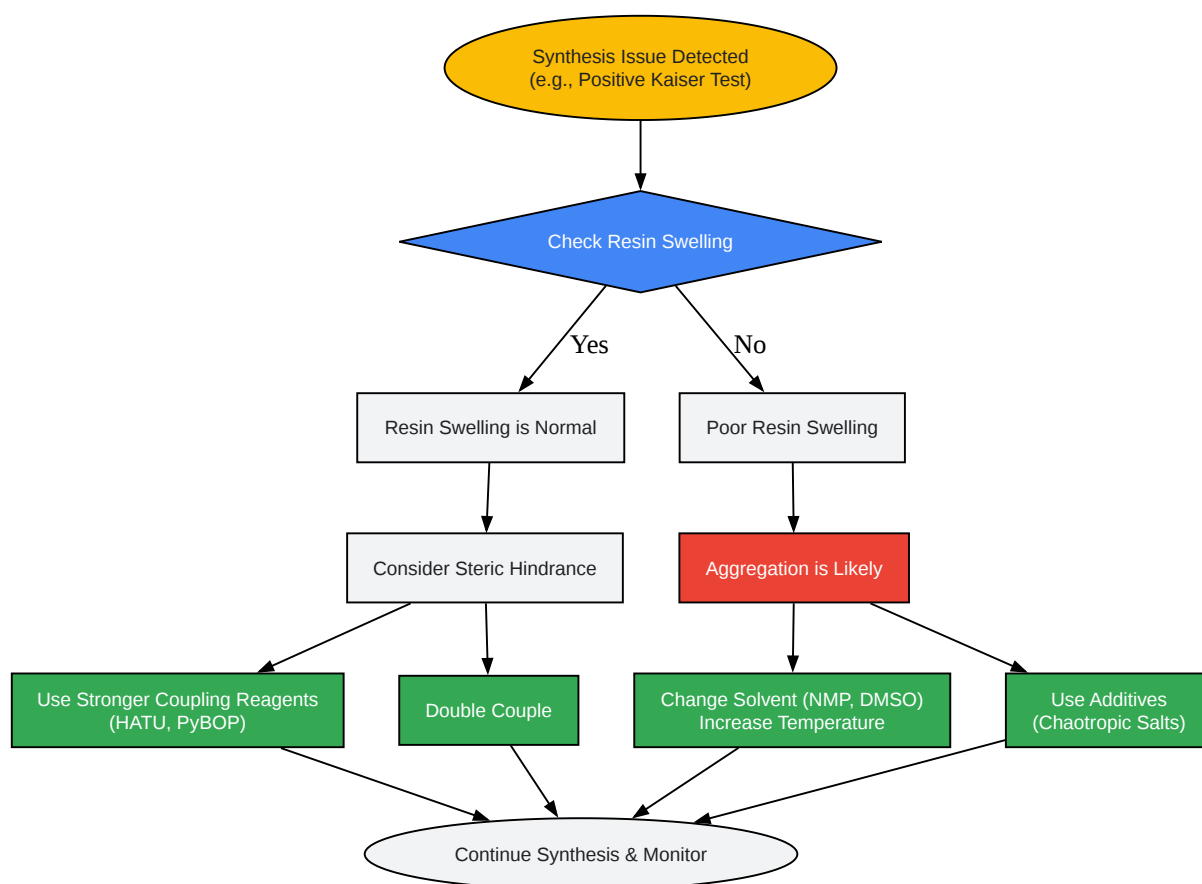 Synthesis Issue Detected
(e.g., Positive Kaiser Test)
Check Resin Swelling
Yes
No
Resin Swelling is Normal
Poor Resin Swelling
Consider Steric Hindrance
Aggregation is Likely
Use Stronger Coupling Reagents
(HATU, PyBOP)
Double Couple
Change Solvent (NMP, DMSO)
Increase Temperature
Use Additives
(Chaotropic Salts)
Continue Synthesis & Monitor